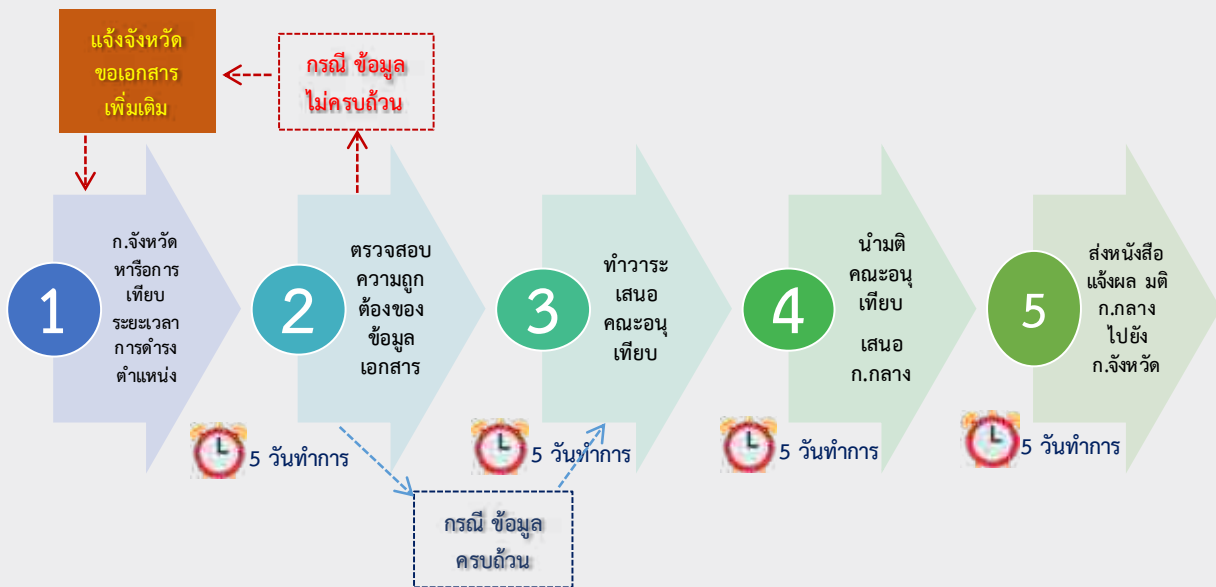 แจ้งจังหวัด
ขอเอกสาร
เพิ่มเติม
กรณี ข้อมูล
ไม่ครบถ้วน
1
ก.จังหวัด
หารือการ
เทียบ
ระยะเวลา
การดำรง
ตำแหน่ง
2
ตรวจสอบ
ความถูก
ต้องของ
ข้อมูล
เอกสาร
3
ทำวาระ
เสนอ
คณะอนุ
เทียบ
4
นำมติ
คณะอนุ
เทียบ
เสนอ
ก.กลาง
5
ส่งหนังสือ
แจ้งผล มติ
ก.กลาง
ไปยัง
ก.จังหวัด
5 วันทำการ
5 วันทำการ
5 วันทำการ
5 วันทำการ
กรณี ข้อมูล
ครบถ้วน